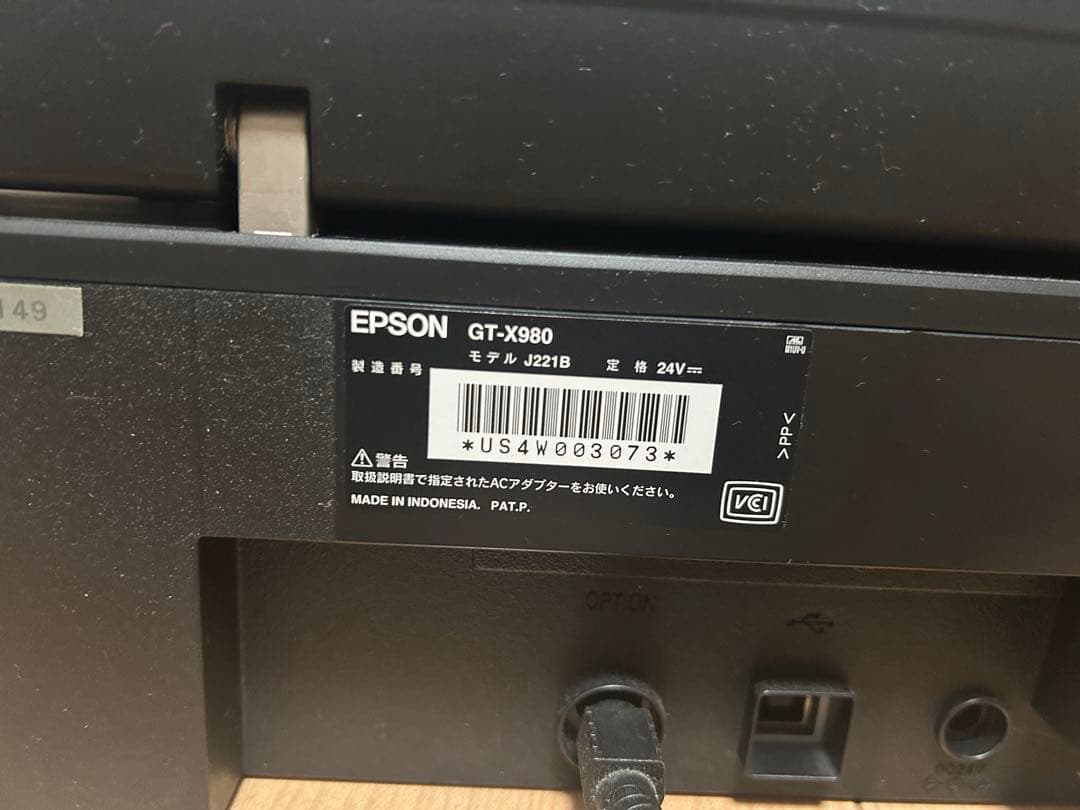 149
EPSON GT-X980
モデル J221B 定格 24V
製造番号
*US4W003073*
警告
取扱説明書で指定されたACアダプターをお使いください。
MADE IN INDONESIA. PAT.P.
>PP<
VCI
OPTION
DC24V